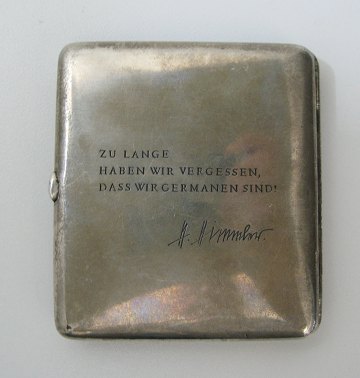 ZU LANGE
HABEN WIR VERGESSEN,
DASS WIR GERMANEN SIND!
H. Himmler.